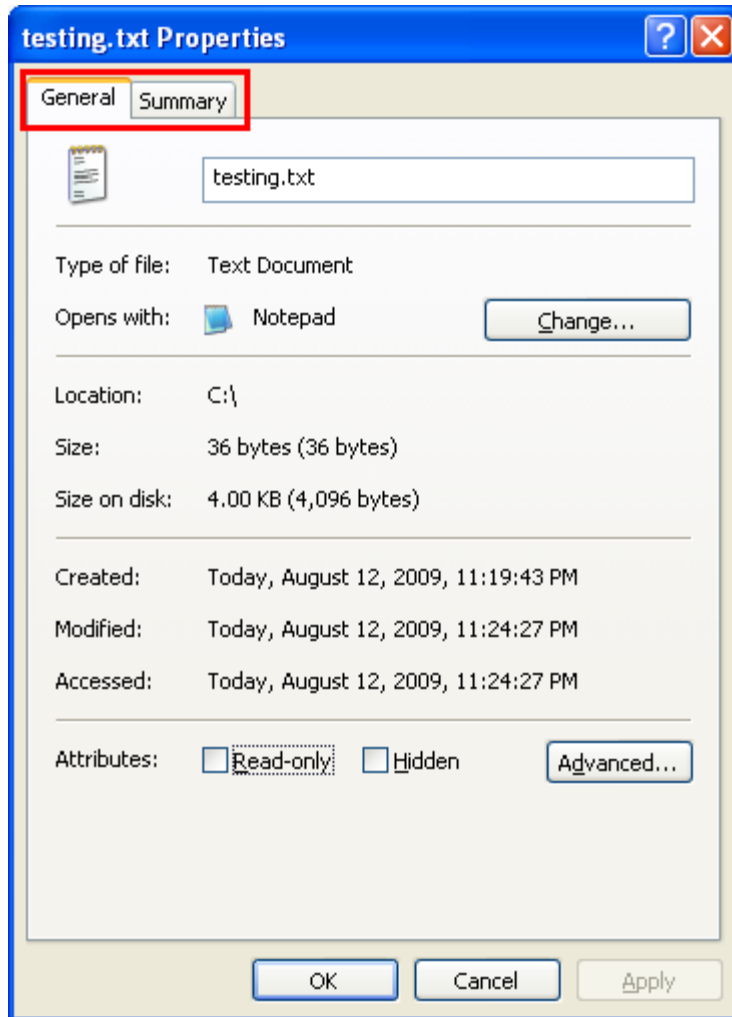 testing.txt Properties
General Summary
testing.txt
Type of file: Text Document
Opens with: Notepad Change...
Location: C:\
Size: 36 bytes (36 bytes)
Size on disk: 4.00 KB (4,096 bytes)
Created: Today, August 12, 2009, 11:19:43 PM
Modified: Today, August 12, 2009, 11:24:27 PM
Accessed: Today, August 12, 2009, 11:24:27 PM
Attributes: Read-only Hidden Advanced...
OK Cancel Apply